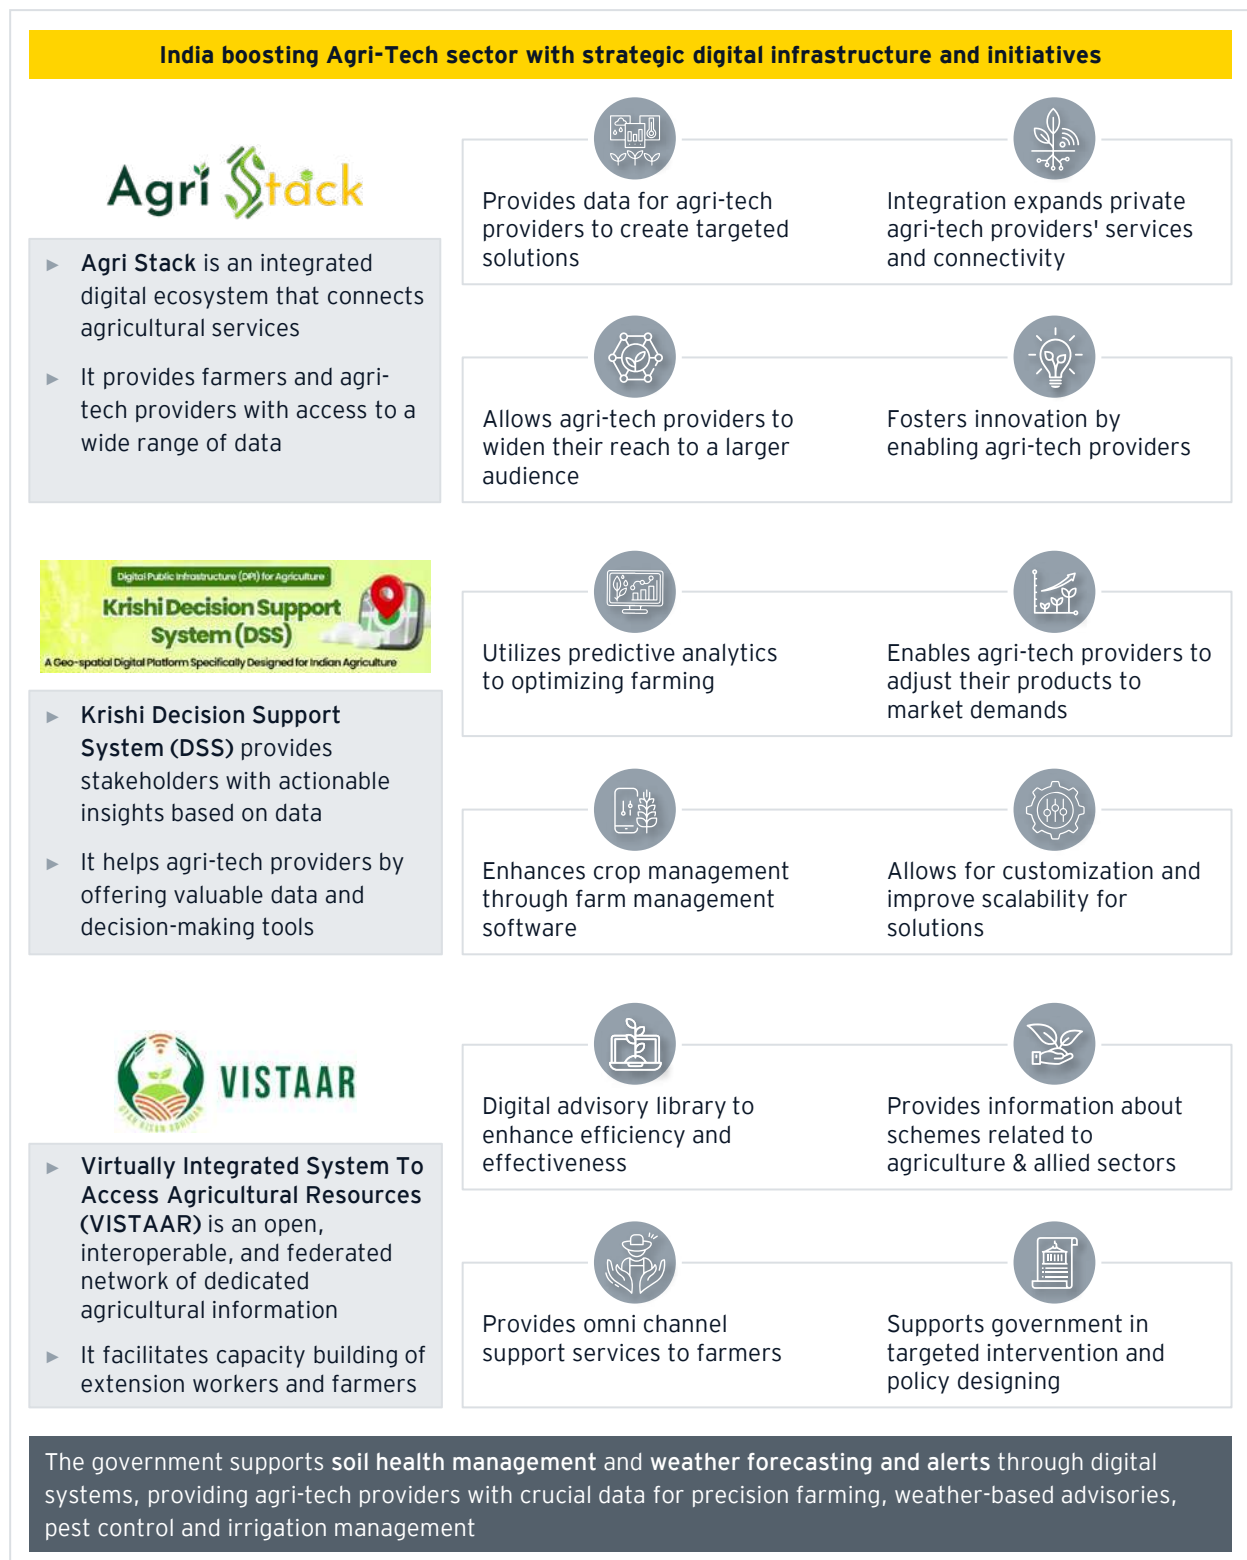 India boosting Agri-Tech sector with strategic digital infrastructure and initiatives
Agri Stack
► Agri Stack is an integrated
digital ecosystem that connects
agricultural services
► It provides farmers and agri-
tech providers with access to a
wide range of data
Provides data for agri-tech
providers to create targeted
solutions
Integration expands private
agri-tech providers' services
and connectivity
Allows agri-tech providers to
widen their reach to a larger
audience
Fosters innovation by
enabling agri-tech providers
Digital Public Infrastructure (DPI) for Agriculture
Krishi Decision Support
System (DSS)
A Geo-spatial Digital Platform Specifically Designed for Indian Agriculture
► Krishi Decision Support
System (DSS) provides
stakeholders with actionable
insights based on data
► It helps agri-tech providers by
offering valuable data and
decision-making tools
Utilizes predictive analytics
to optimizing farming
Enables agri-tech providers to
adjust their products to
market demands
Enhances crop management
through farm management
software
Allows for customization and
improve scalability for
solutions
VISTAAR
► Virtually Integrated System To
Access Agricultural Resources
(VISTAAR) is an open,
interoperable, and federated
network of dedicated
agricultural information
► It facilitates capacity building of
extension workers and farmers
Digital advisory library to
enhance efficiency and
effectiveness
Provides information about
schemes related to
agriculture & allied sectors
Provides omni channel
support services to farmers
Supports government in
targeted intervention and
policy designing
The government supports soil health management and weather forecasting and alerts through digital
systems, providing agri-tech providers with crucial data for precision farming, weather-based advisories,
pest control and irrigation management